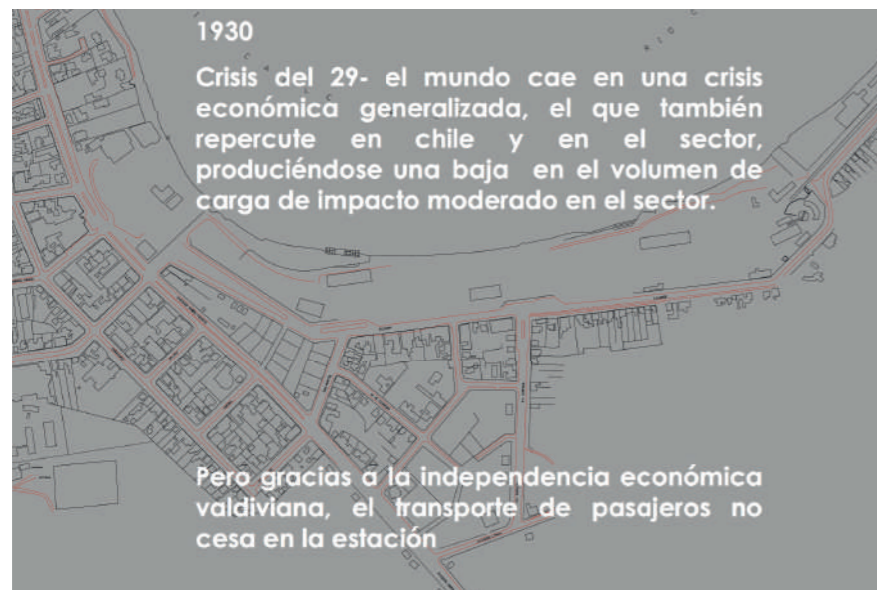 1930
Crisis del 29- el mundo cae en una crisis
económica generalizada, el que también
repercute en chile y en el sector,
produciéndose una baja en el volumen de
carga de impacto moderado en el sector.
Pero gracias a la independencia económica
valdiviana, el transporte de pasajeros no
cesa en la estación